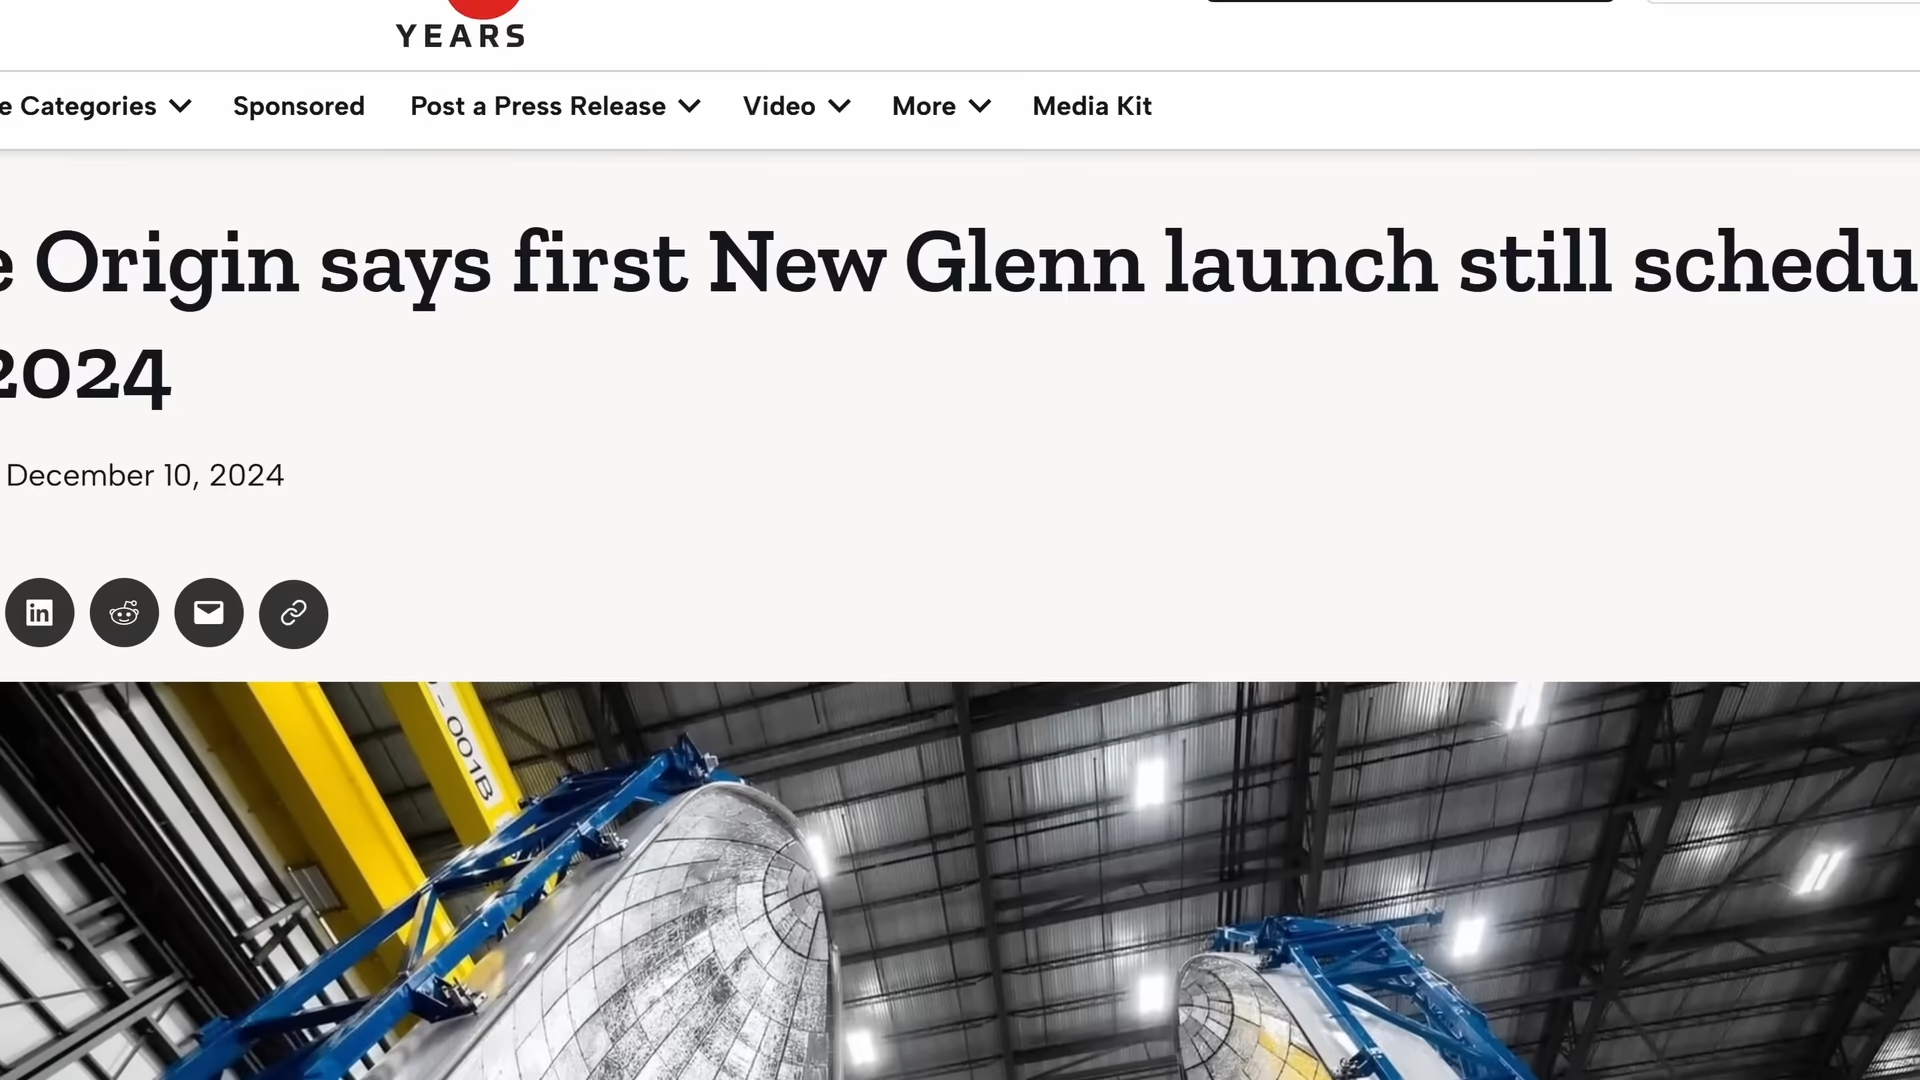 YEARS
e Categories Sponsored Post a Press Release Video More Media Kit
e Origin says first New Glenn launch still schedu
2024
December 10, 2024
in
- 001B